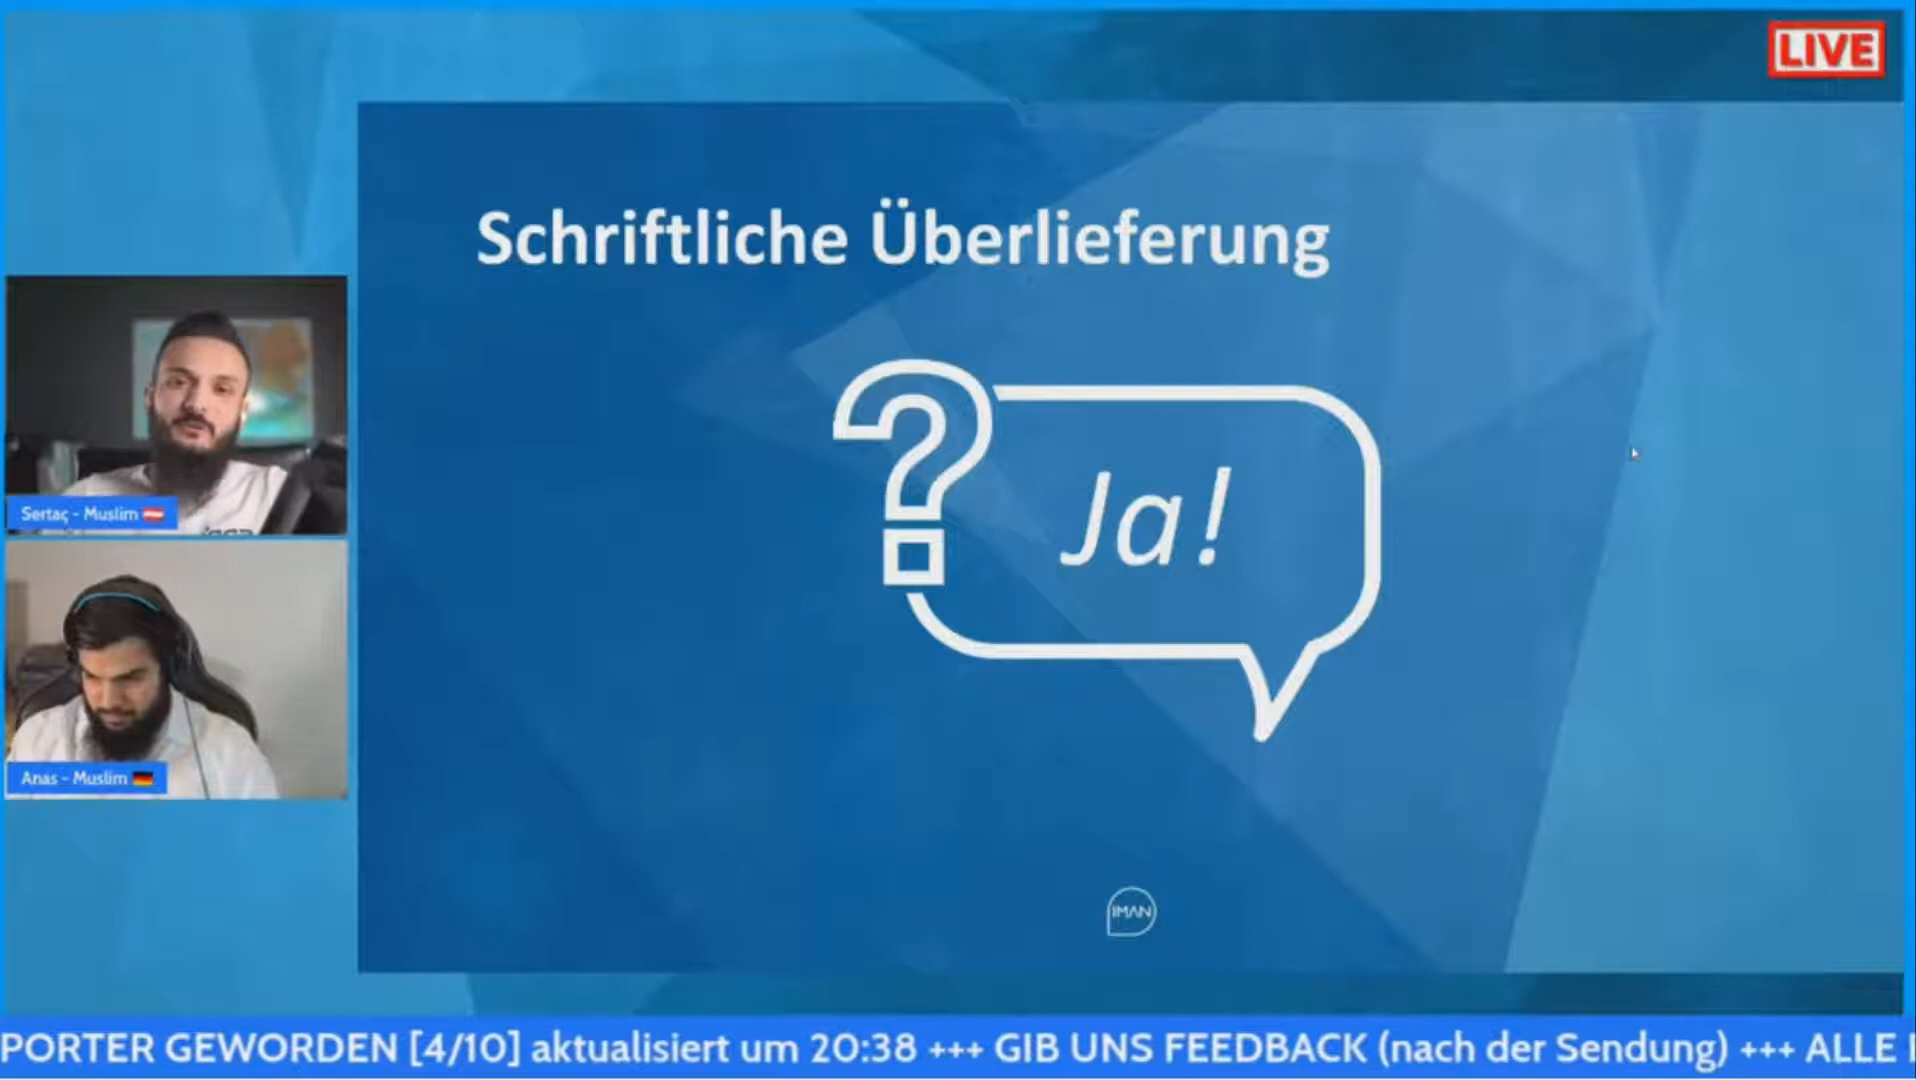 LIVE
Schriftliche Überlieferung
?
Ja!
Sertaç - Muslim
Anas - Muslim
IMAN
PORTER GEWORDEN [4/10] aktualisiert um 20:38 +++ GIB UNS FEEDBACK (nach der Sendung) +++ ALLE